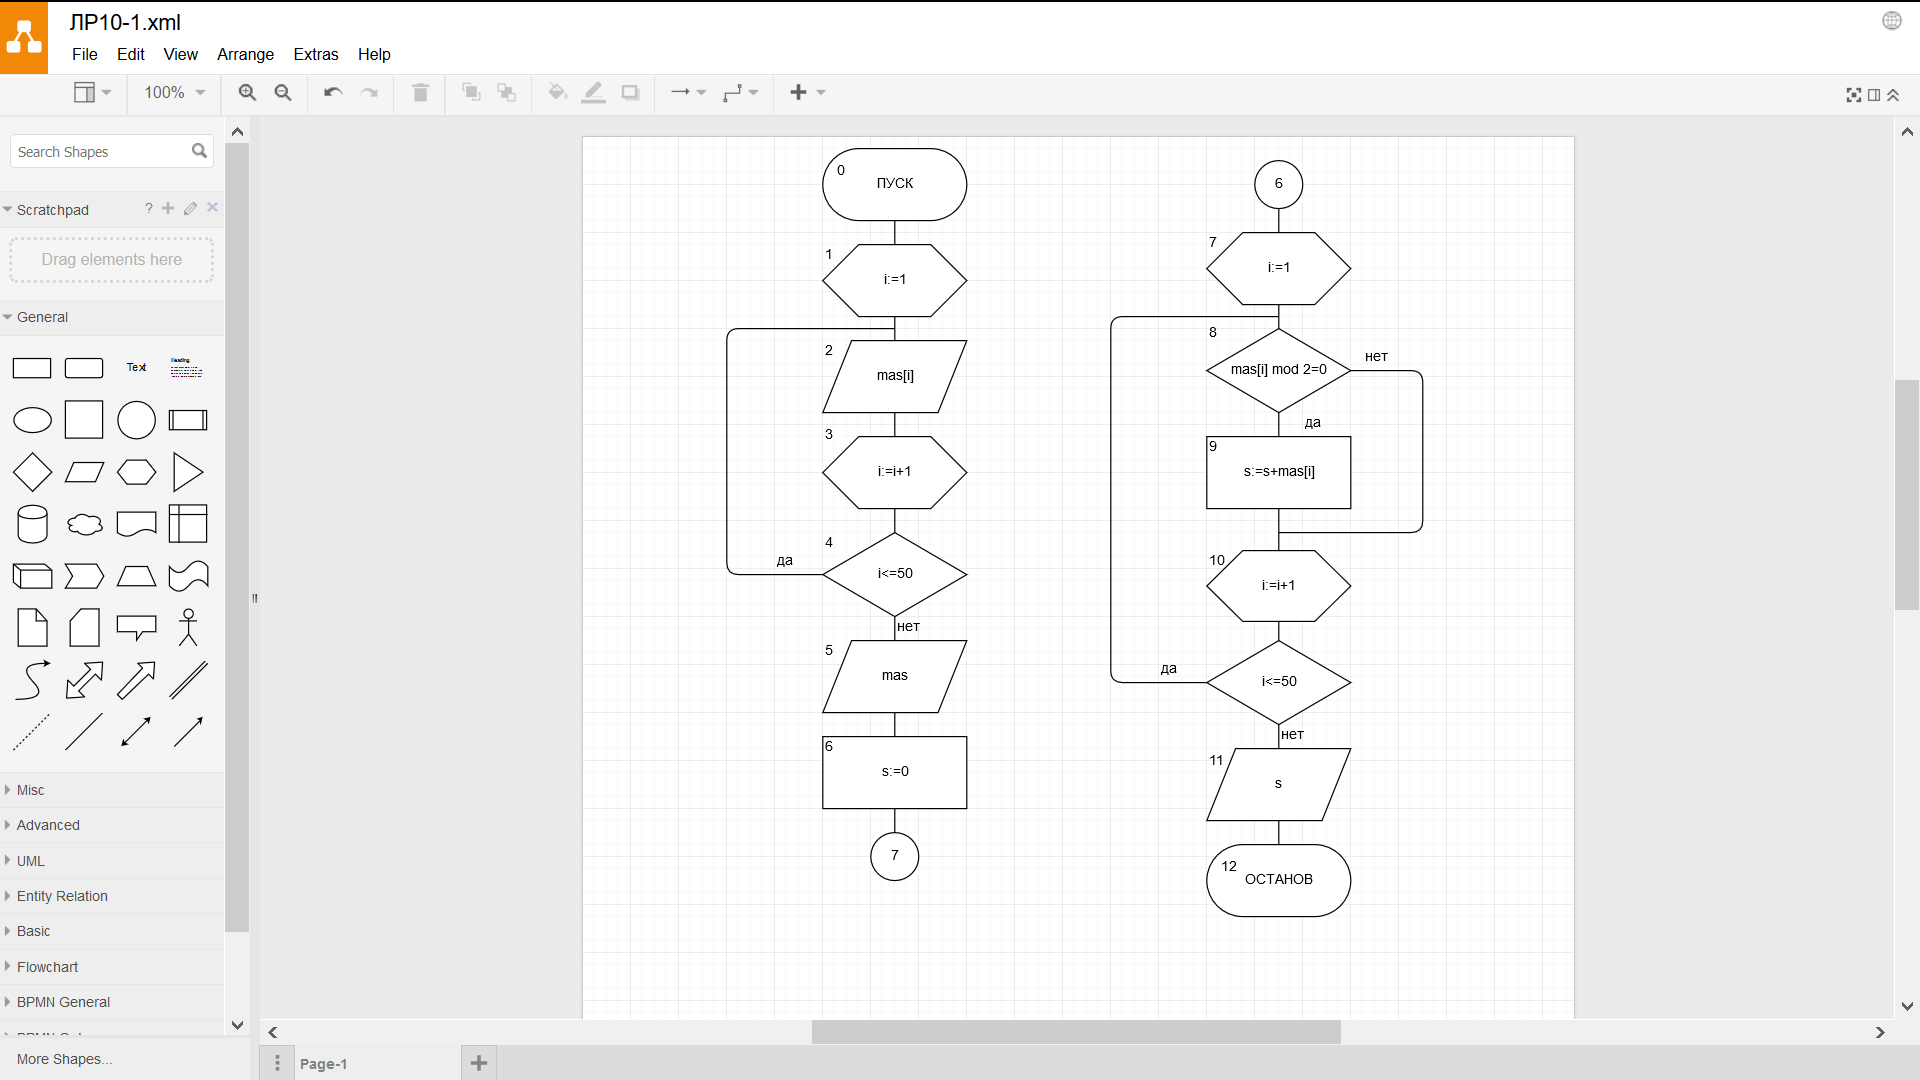 ЛР10-1.xml
File Edit View Arrange Extras Help
100%
Search Shapes
Scratchpad
?
Drag elements here
General
Text
Heading
Misc
Advanced
UML
Entity Relation
Basic
Flowchart
BPMN General
More Shapes...
0
ПУСК
1
i:=1
2
mas[i]
3
i:=i+1
4
да
i<=50
нет
5
mas
6
s:=0
7
6
7
i:=1
8
mas[i] mod 2=0
нет
да
9
s:=s+mas[i]
10
i:=i+1
да
i<=50
нет
11
s
12
ОСТАНОВ
Page-1